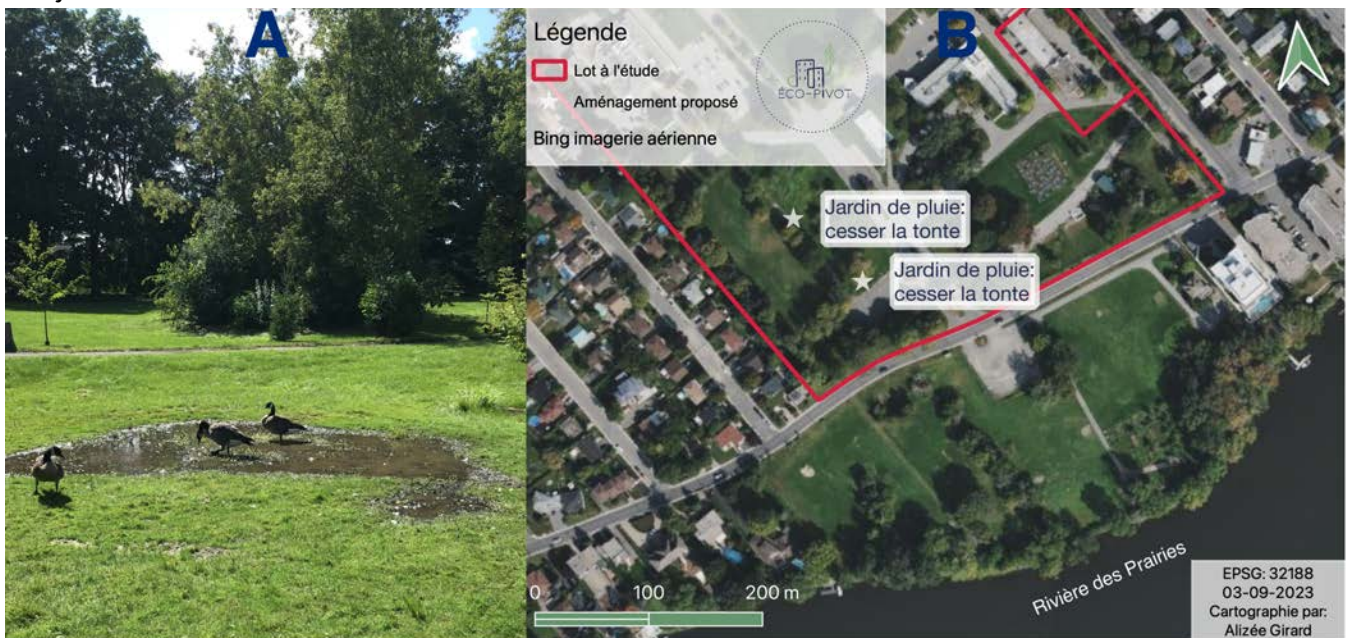 A
B
Légende
Lot à l'étude
Aménagement proposé
Bing imagerie aérienne
ÉCO-PIVOT
Jardin de pluie:
cesser la tonte
Jardin de pluie:
cesser la tonte
0 100 200 m
Rivière des Prairies
EPSG: 32188
03-09-2023
Cartographie par:
Alizée Girard